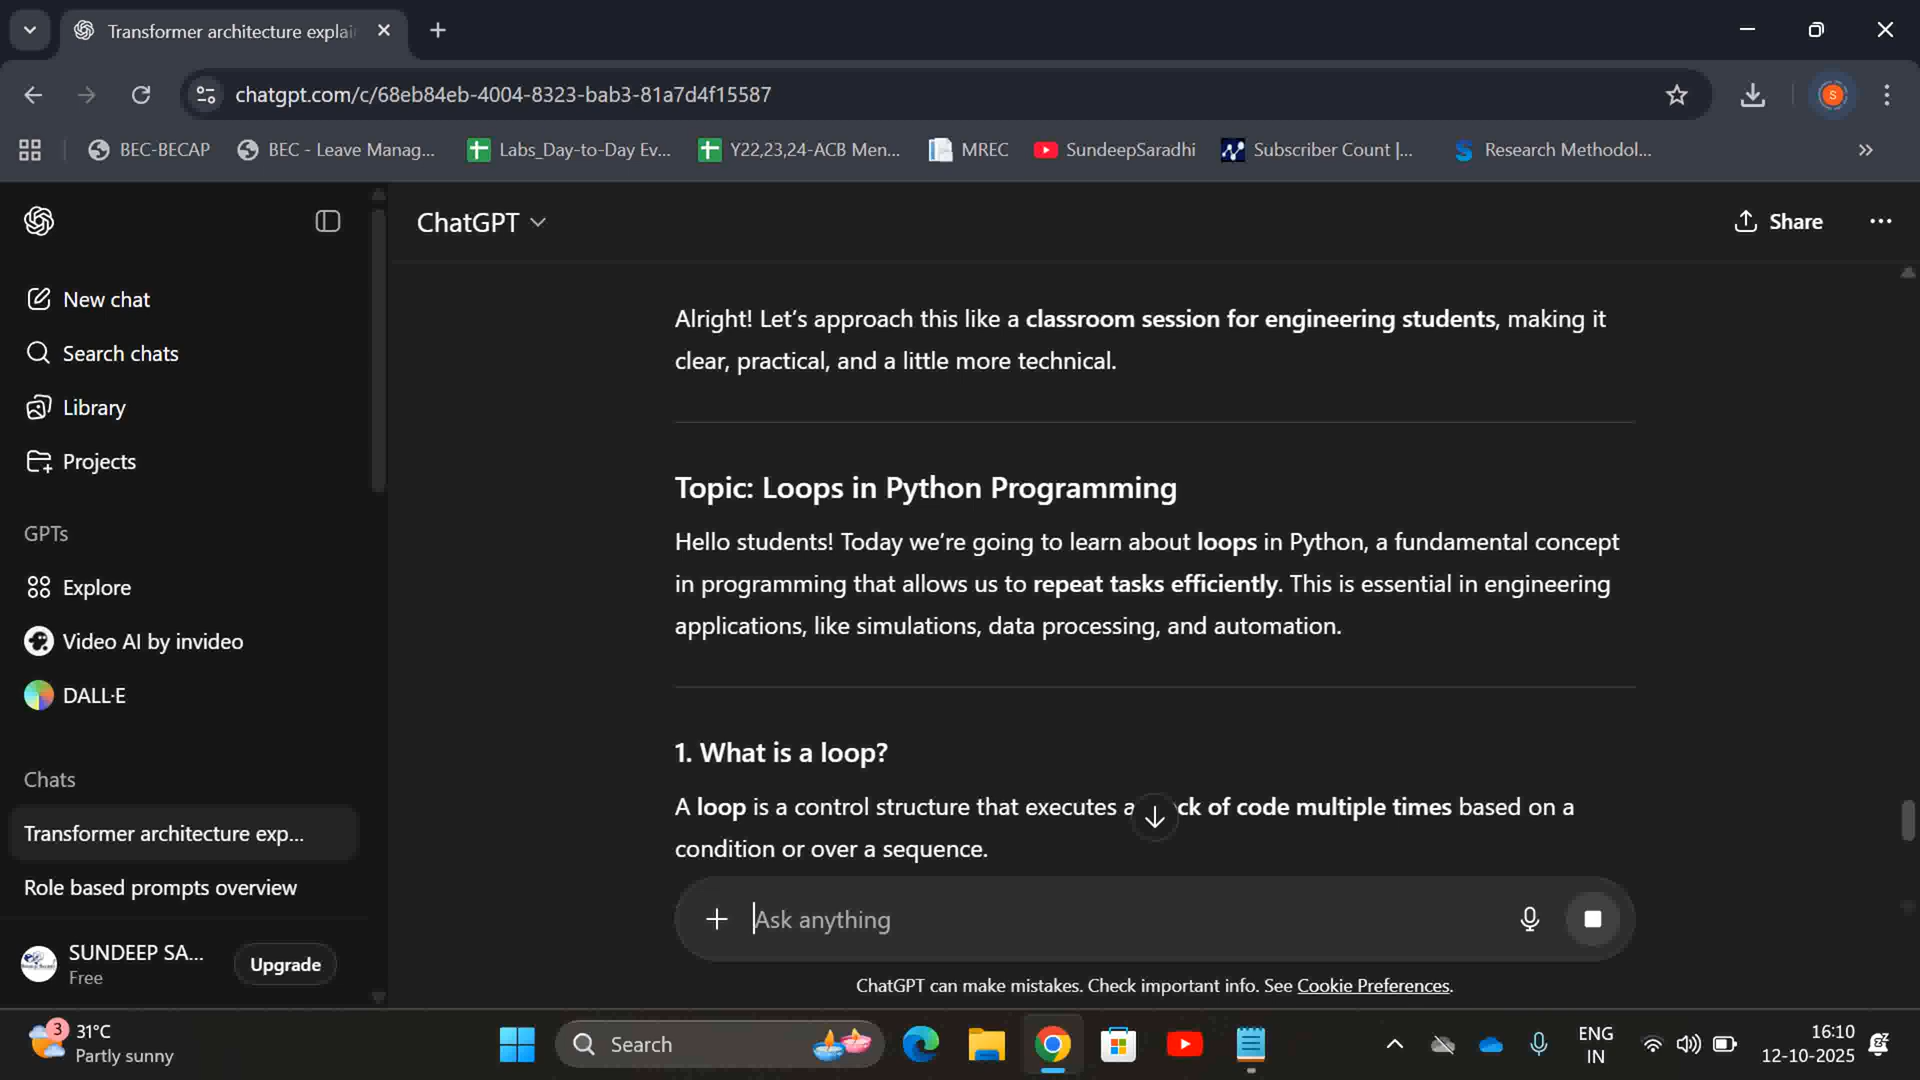 Transformer architecture explai
chatgpt.com/c/68eb84eb-4004-8323-bab3-81a7d4f15587
S
BEC-BECAP
BEC - Leave Manag...
Labs_Day-to-Day Ev...
Y22,23,24-ACB Men...
MREC
SundeepSaradhi
Subscriber Count |...
Research Methodol...
ChatGPT
Share
New chat
Search chats
Library
Projects
GPTs
Explore
Video AI by invideo
DALL·E
Chats
Transformer architecture exp...
Role based prompts overview
SUNDEEP SA...
Free
Upgrade
Alright! Let's approach this like a classroom session for engineering students, making it
clear, practical, and a little more technical.
Topic: Loops in Python Programming
Hello students! Today we're going to learn about loops in Python, a fundamental concept
in programming that allows us to repeat tasks efficiently. This is essential in engineering
applications, like simulations, data processing, and automation.
1. What is a loop?
A loop is a control structure that executes a ck of code multiple times based on a
condition or over a sequence.
Ask anything
ChatGPT can make mistakes. Check important info. See Cookie Preferences.
3
31°C
Partly sunny
Search
ENG
IN
16:10
12-10-2025